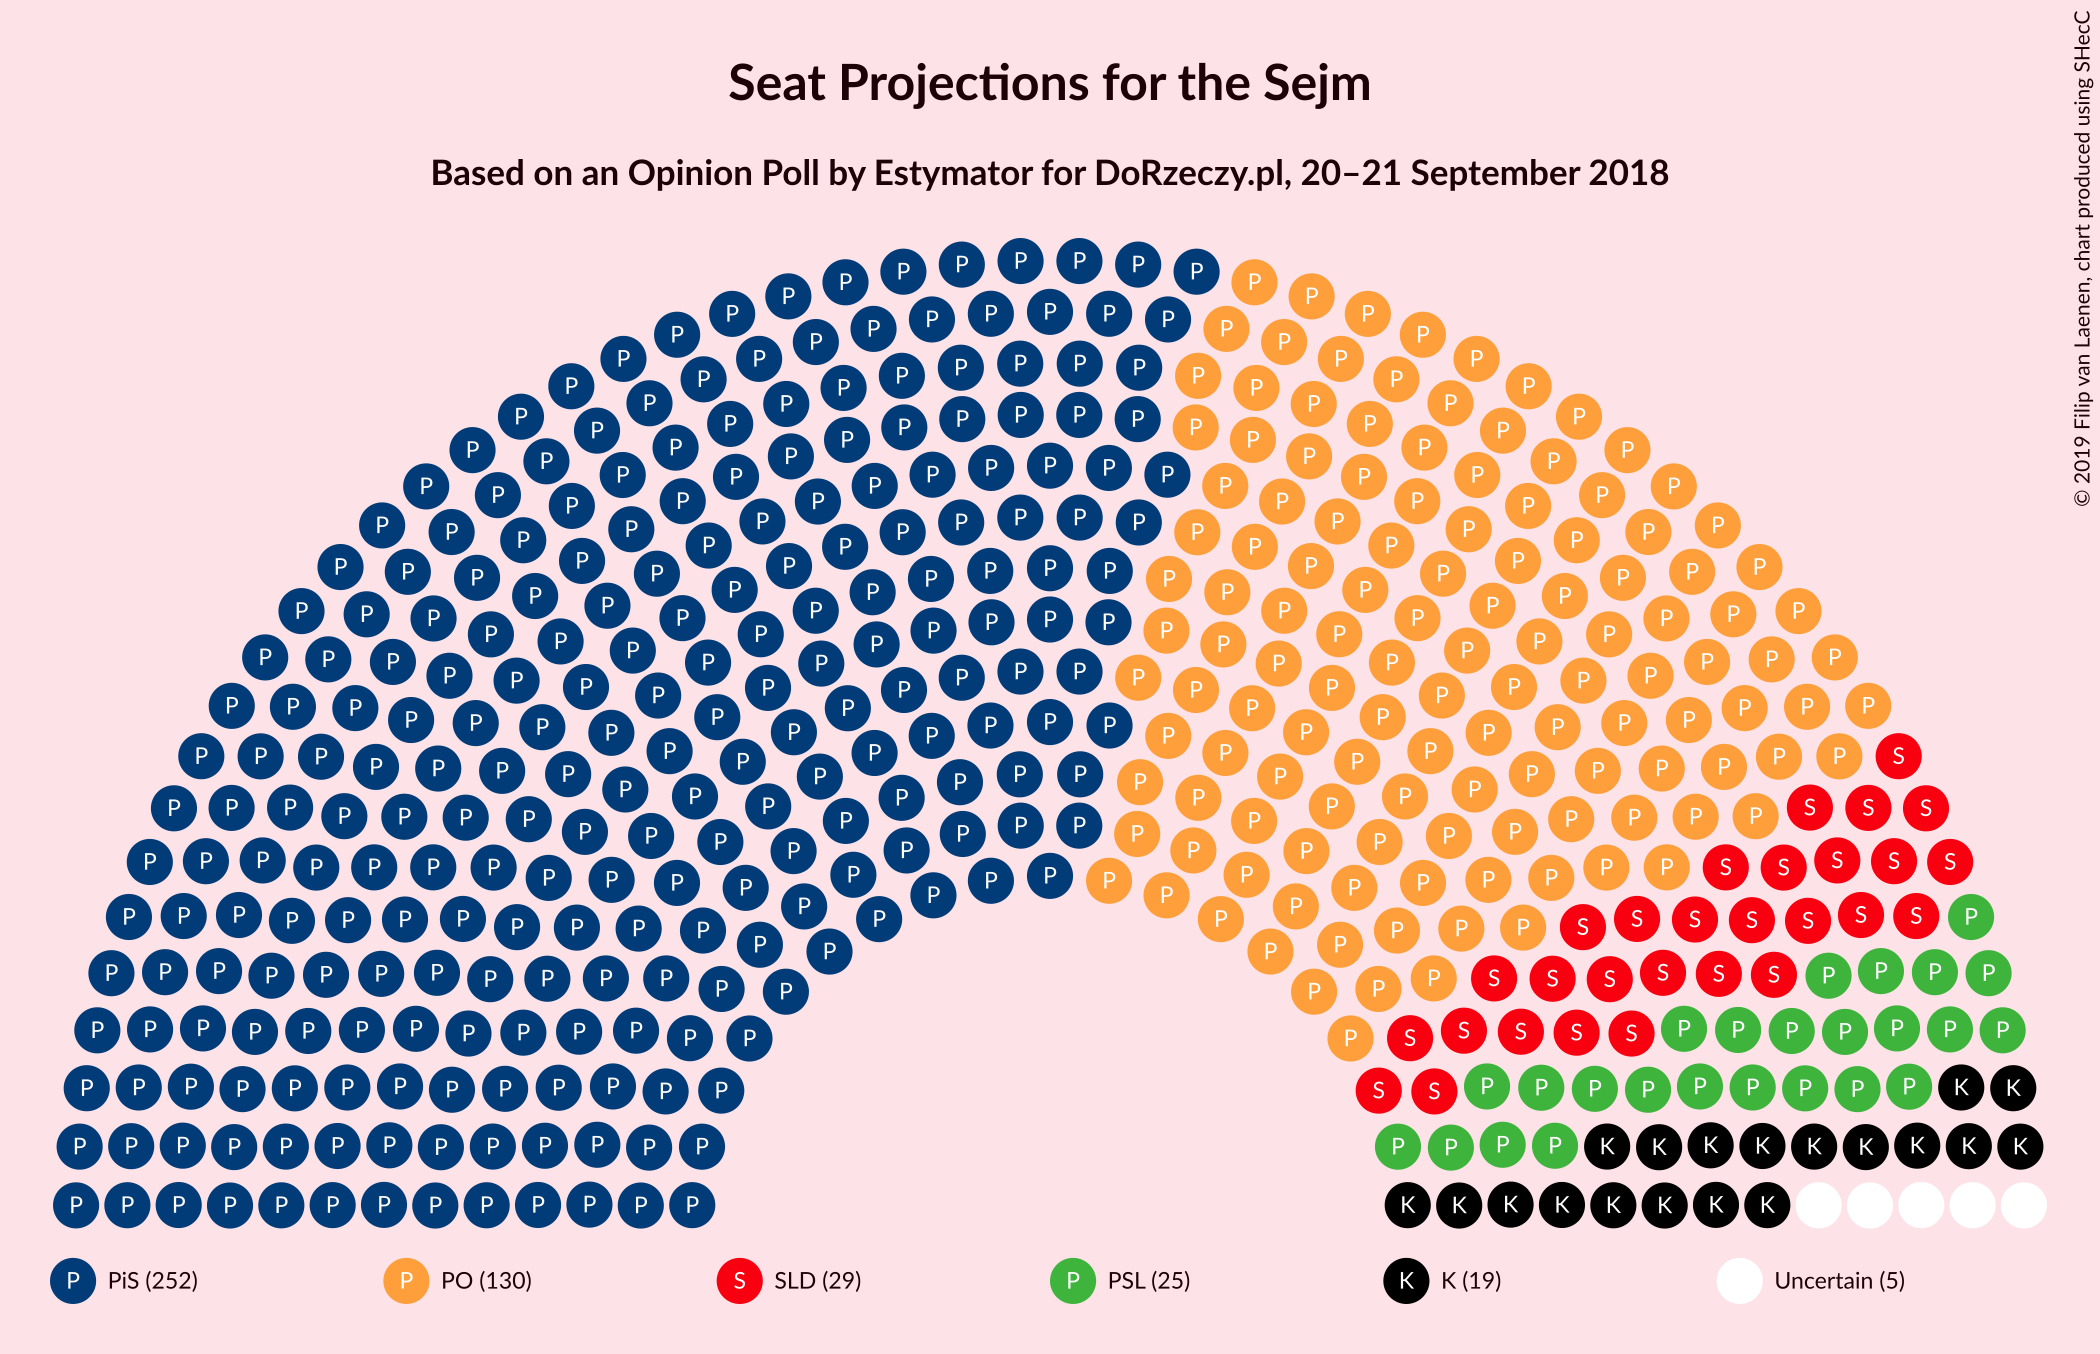 Seat Projections for the Sejm
Based on an Opinion Poll by Estymator for DoRzeczy.pl, 20–21 September 2018
© 2019 Filip van Laenen, chart produced using SHecC
P PiS (252)
P PO (130)
S SLD (29)
P PSL (25)
K K (19)
Uncertain (5)